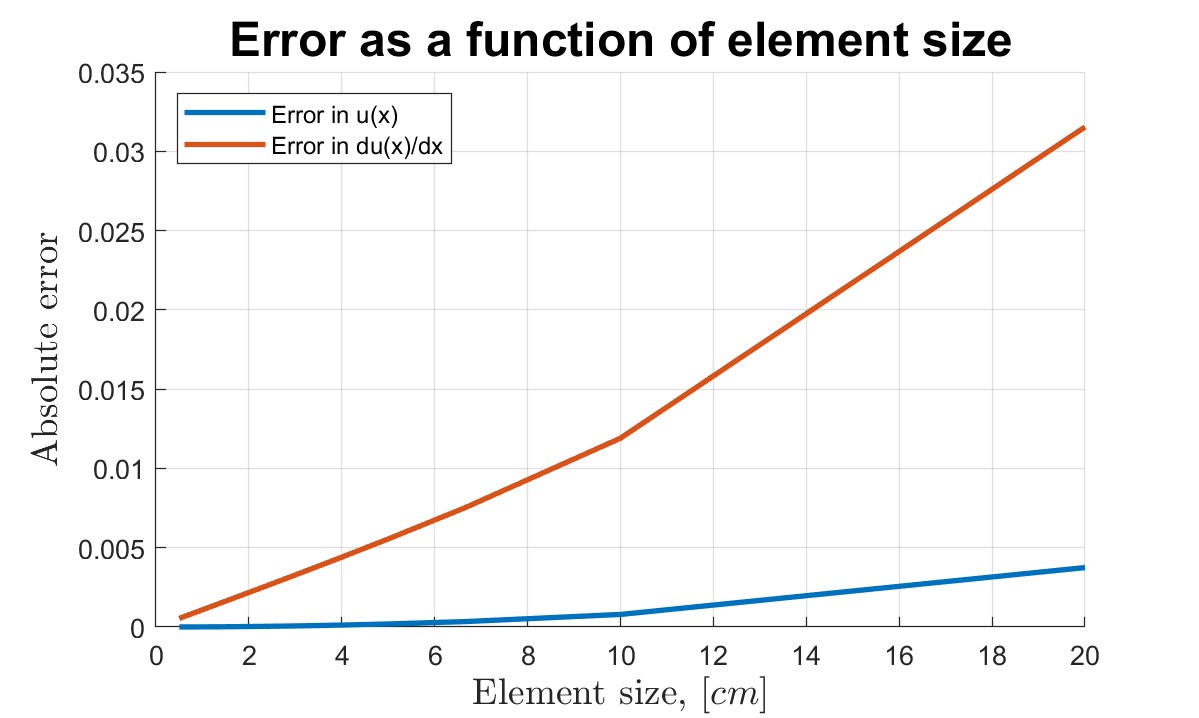 Error as a function of element size
0.035
0.03
0.025
0.02
0.015
0.01
0.005
0
Error in u(x)
Error in du(x)/dx
Absolute error
0 2 4 6 8 10 12 14 16 18 20
Element size, [cm]